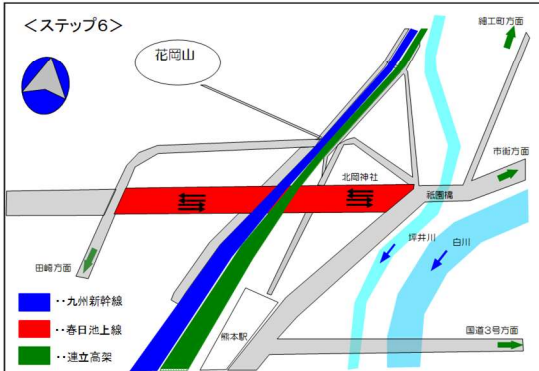 <ステップ6>
花岡山
細工町方面
市街方面
北岡神社
祇園橋
坪井川
白川
田崎方面
熊本駅
国道3号方面
‥九州新幹線
‥春日池上線
‥連立高架